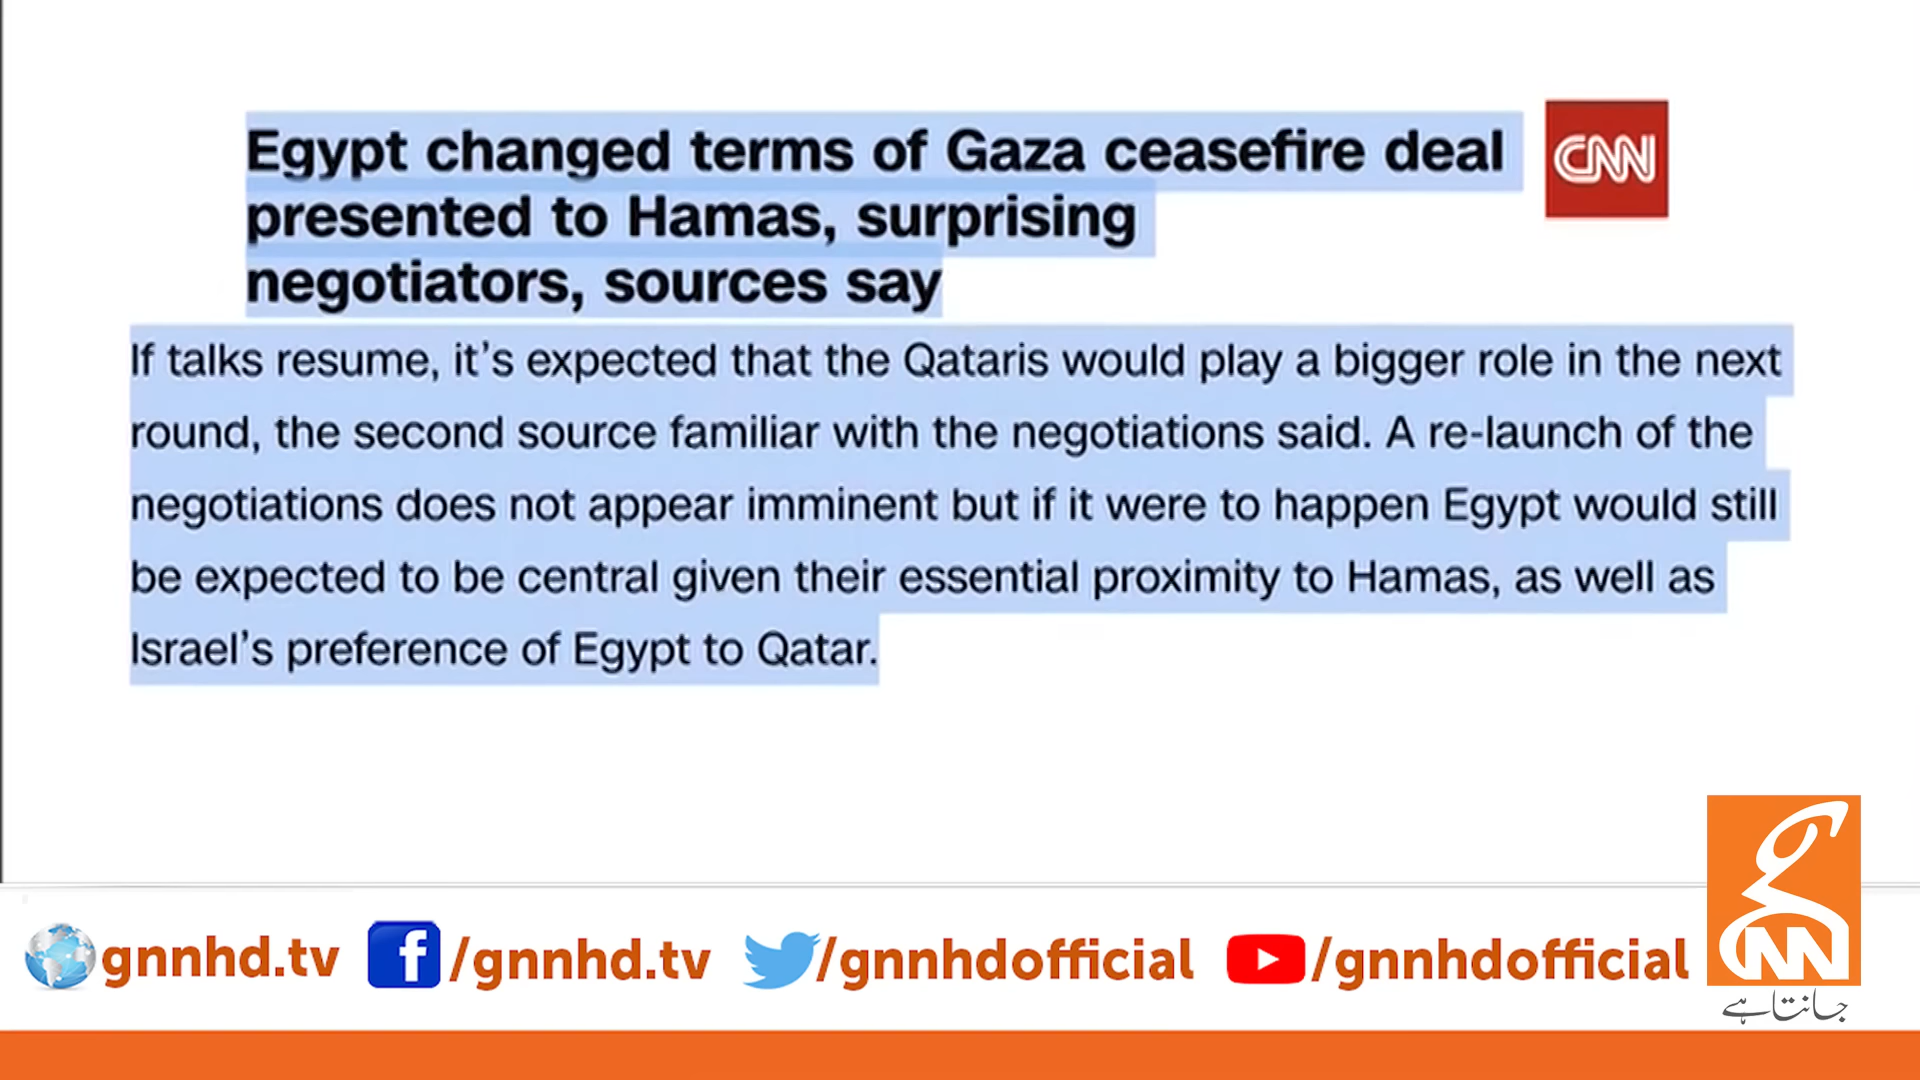 Egypt changed terms of Gaza ceasefire deal
CNN
presented to Hamas, surprising
negotiators, sources say
If talks resume, it’s expected that the Qataris would play a bigger role in the next
round, the second source familiar with the negotiations said. A re-launch of the
negotiations does not appear imminent but if it were to happen Egypt would still
be expected to be central given their essential proximity to Hamas, as well as
Israel’s preference of Egypt to Qatar.
gnnhd.tv /gnnhd.tv /gnnhdofficial /gnnhdofficial
GNN
جانتا ہے